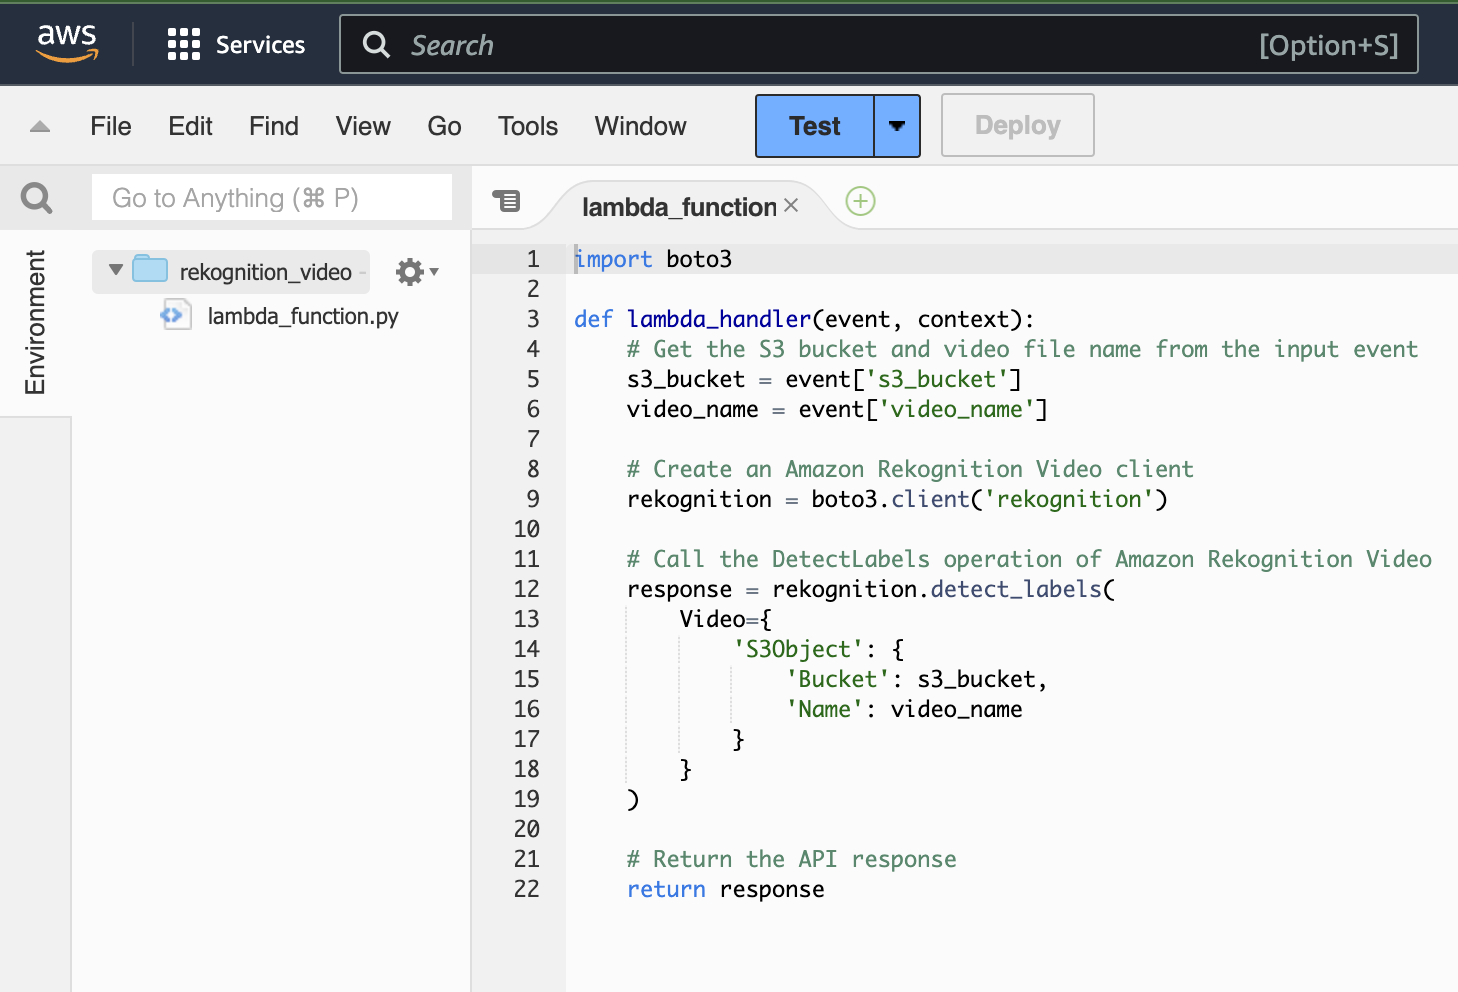 aws
Services
Search
[Option+S]
File Edit Find View Go Tools Window
Test
Deploy
Go to Anything (⌘ P)
lambda_function ×
Environment
rekognition_video -
lambda_function.py
1 import boto3
2
3 def lambda_handler(event, context):
4     # Get the S3 bucket and video file name from the input event
5     s3_bucket = event['s3_bucket']
6     video_name = event['video_name']
7
8     # Create an Amazon Rekognition Video client
9     rekognition = boto3.client('rekognition')
10
11     # Call the DetectLabels operation of Amazon Rekognition Video
12     response = rekognition.detect_labels(
13         Video={
14             'S3Object': {
15                 'Bucket': s3_bucket,
16                 'Name': video_name
17             }
18         }
19     )
20
21     # Return the API response
22     return response